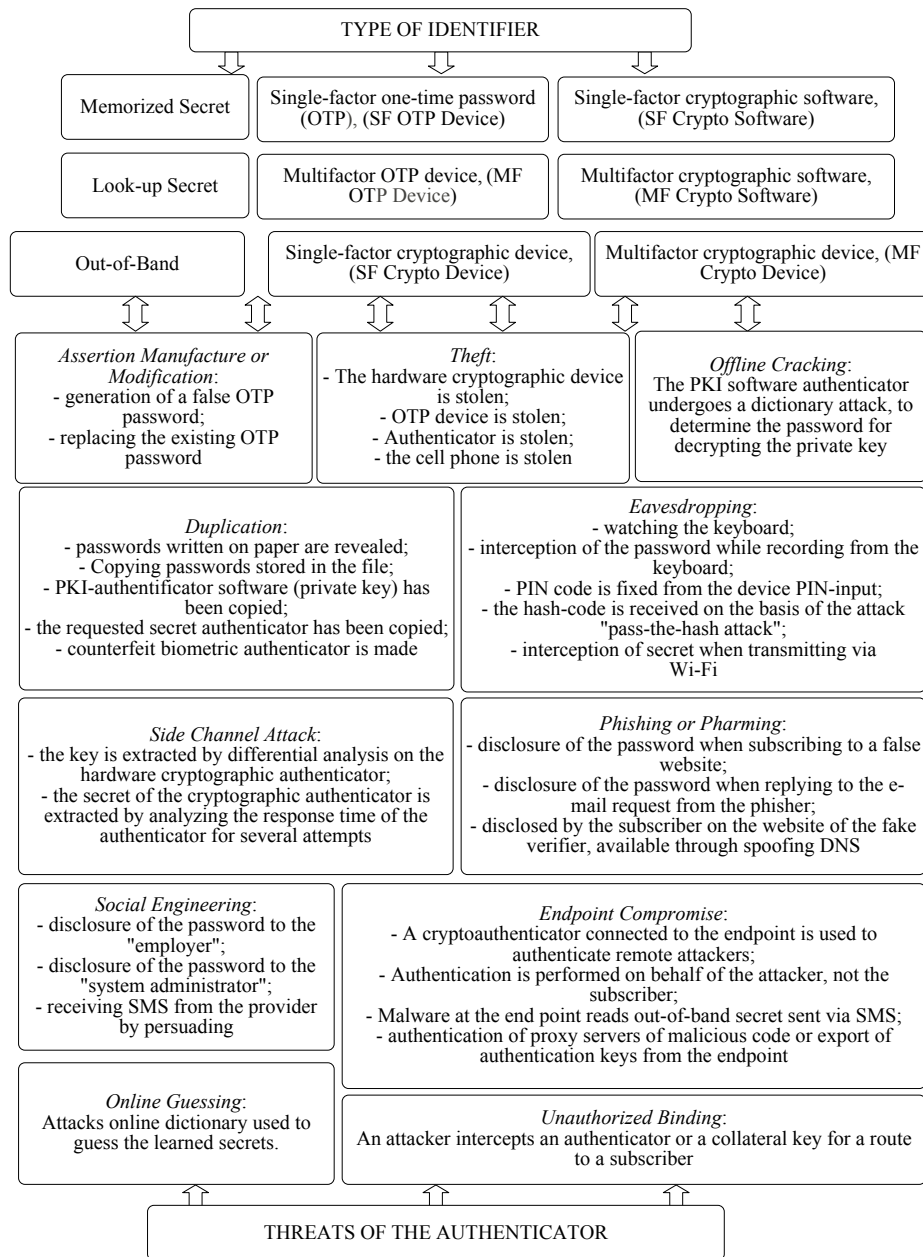 TYPE OF IDENTIFIER
Memorized Secret
Single-factor one-time password
(OTP), (SF OTP Device)
Single-factor cryptographic software,
(SF Crypto Software)
Look-up Secret
Multifactor OTP device, (MF
OTP Device)
Multifactor cryptographic software,
(MF Crypto Software)
Out-of-Band
Single-factor cryptographic device,
(SF Crypto Device)
Multifactor cryptographic device, (MF
Crypto Device)
Assertion Manufacture or
Modification:
- generation of a false OTP
password;
- replacing the existing OTP
password
Theft:
- The hardware cryptographic device
is stolen;
- OTP device is stolen;
- Authenticator is stolen;
- the cell phone is stolen
Offline Cracking:
The PKI software authenticator
undergoes a dictionary attack, to
determine the password for
decrypting the private key
Duplication:
- passwords written on paper are revealed;
- Copying passwords stored in the file;
- PKI-authentificator software (private key) has
been copied;
- the requested secret authenticator has been copied;
- counterfeit biometric authenticator is made
Eavesdropping:
- watching the keyboard;
- interception of the password while recording from the
keyboard;
- PIN code is fixed from the device PIN-input;
- the hash-code is received on the basis of the attack
"pass-the-hash attack";
- interception of secret when transmitting via
Wi-Fi
Side Channel Attack:
- the key is extracted by differential analysis on the
hardware cryptographic authenticator;
- the secret of the cryptographic authenticator is
extracted by analyzing the response time of the
authenticator for several attempts
Phishing or Pharming:
- disclosure of the password when subscribing to a false
website;
- disclosure of the password when replying to the e-
mail request from the phisher;
- disclosed by the subscriber on the website of the fake
verifier, available through spoofing DNS
Social Engineering:
- disclosure of the password to the
"employer";
- disclosure of the password to the
"system administrator";
- receiving SMS from the provider
by persuading
Endpoint Compromise:
- A cryptoauthenticator connected to the endpoint is used to
authenticate remote attackers;
- Authentication is performed on behalf of the attacker, not the
subscriber;
- Malware at the end point reads out-of-band secret sent via SMS;
- authentication of proxy servers of malicious code or export of
authentication keys from the endpoint
Online Guessing:
Attacks online dictionary used to
guess the learned secrets.
Unauthorized Binding:
An attacker intercepts an authenticator or a collateral key for a route
to a subscriber
THREATS OF THE AUTHENTICATOR